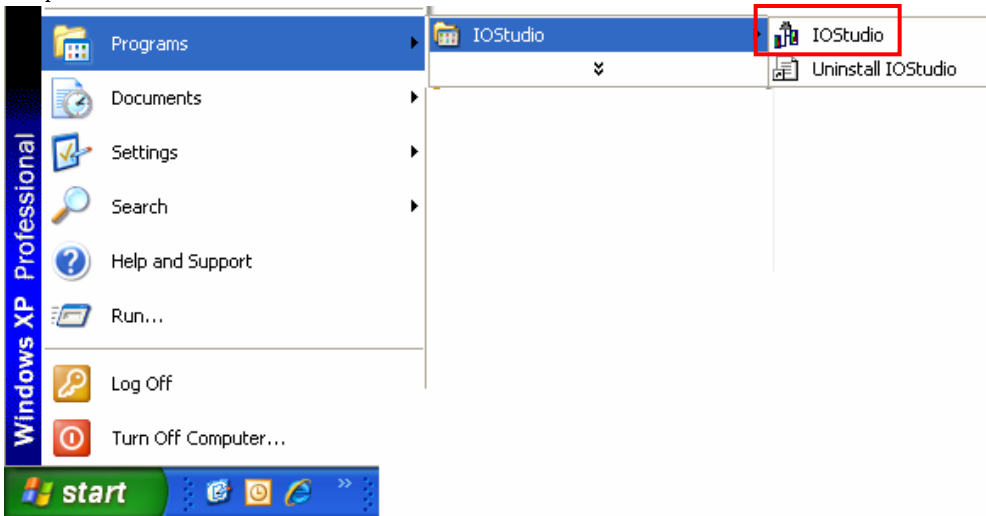 Programs
IOStudio
IOStudio
Uninstall IOStudio
Documents
Settings
Search
Help and Support
Run...
Log Off
Turn Off Computer...
Windows XP Professional
start